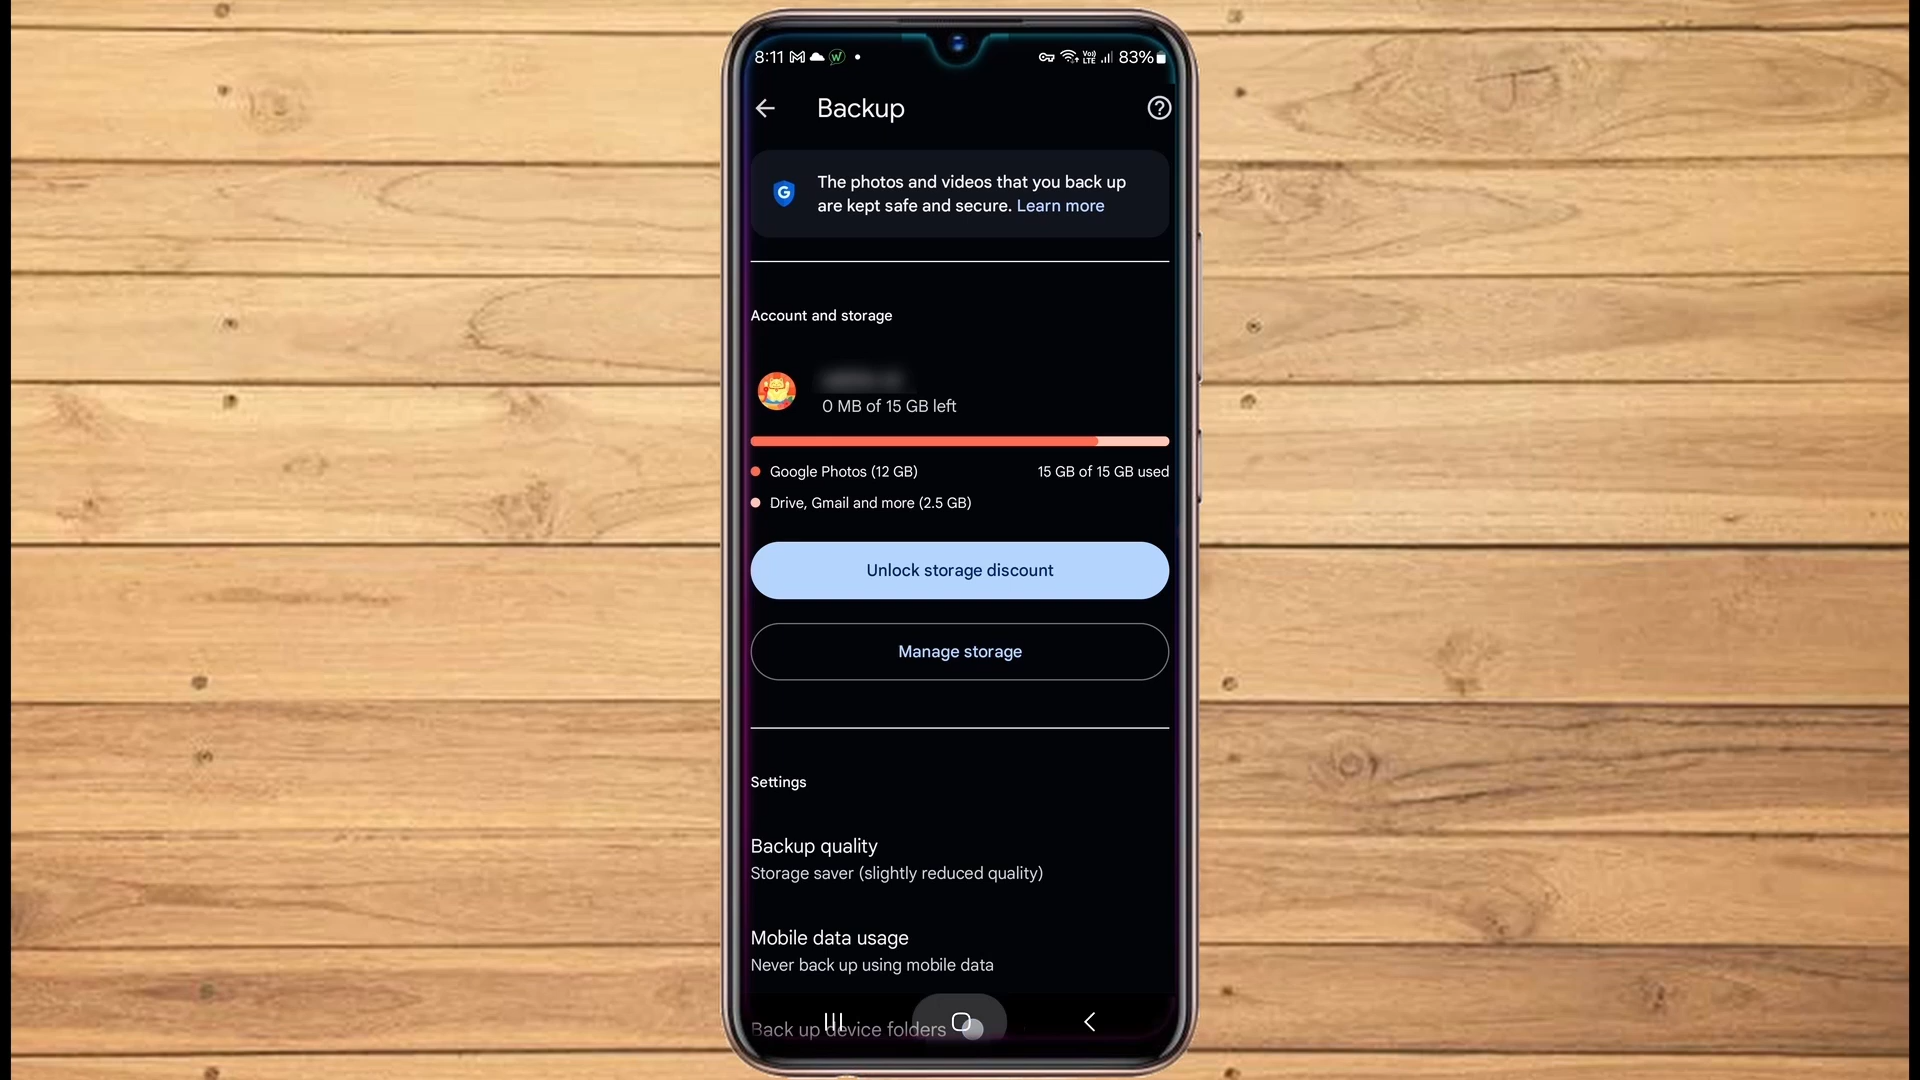 8:11
VoJ
LTE
83%
Backup
The photos and videos that you back up
are kept safe and secure. Learn more
Account and storage
0 MB of 15 GB left
Google Photos (12 GB)
15 GB of 15 GB used
Drive, Gmail and more (2.5 GB)
Unlock storage discount
Manage storage
Settings
Backup quality
Storage saver (slightly reduced quality)
Mobile data usage
Never back up using mobile data
Back up device folders